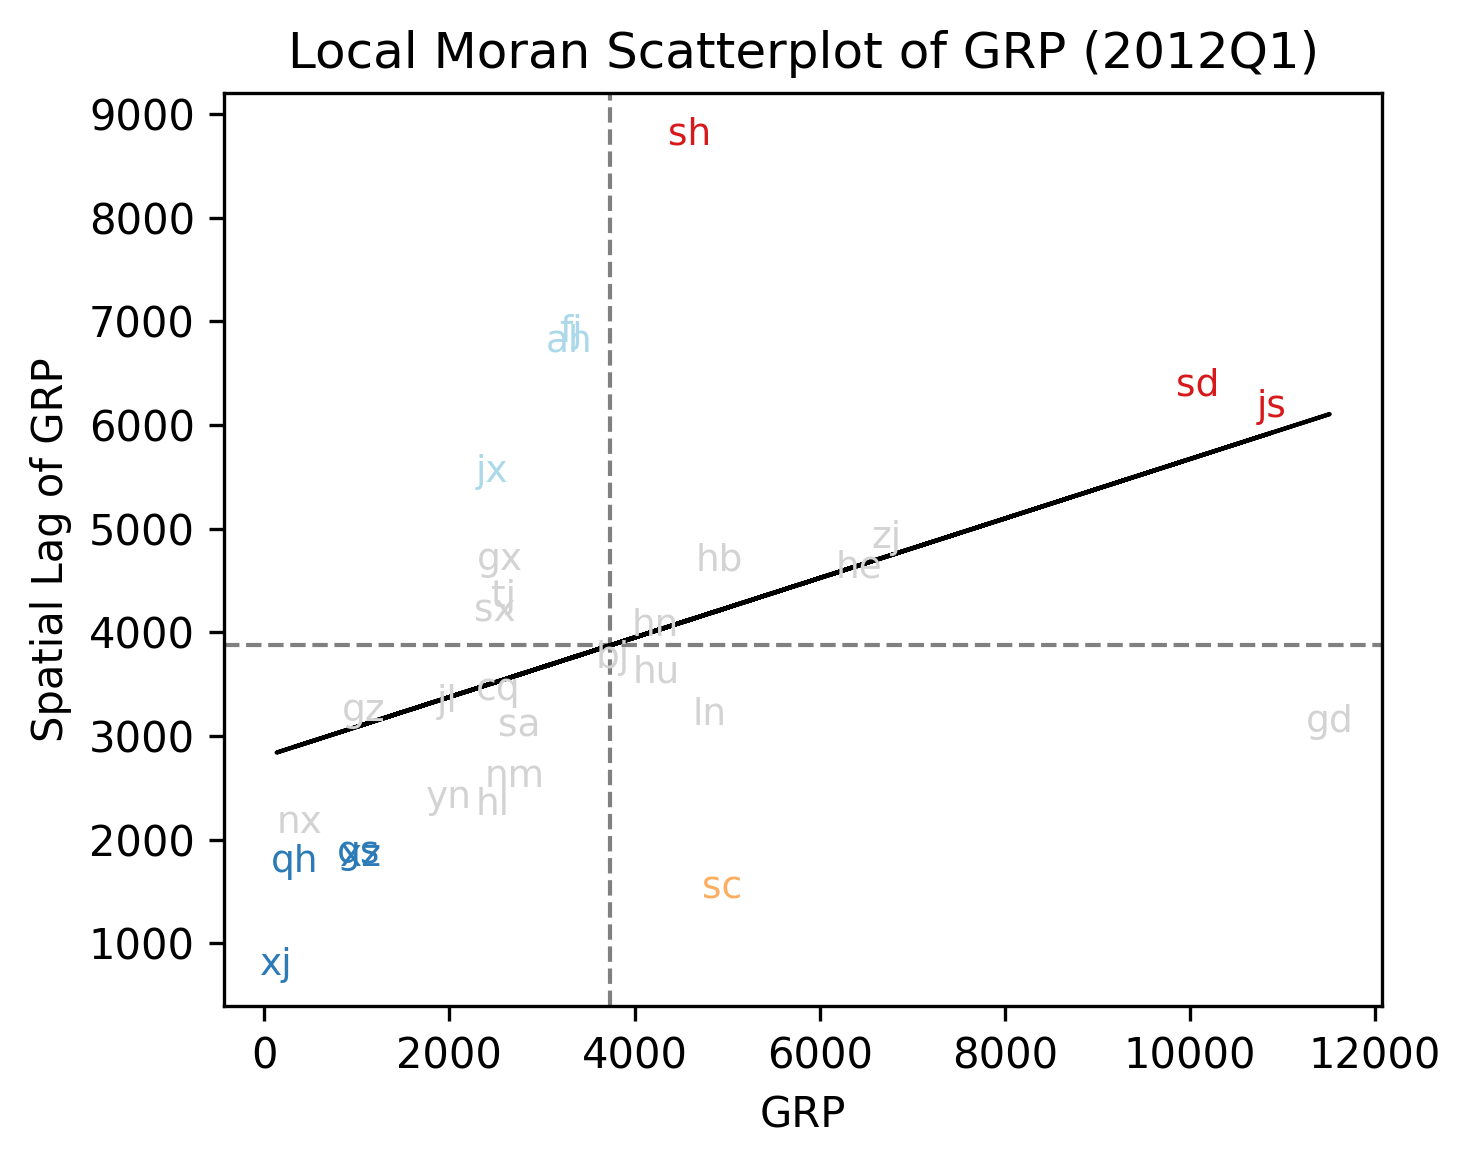 Local Moran Scatterplot of GRP (2012Q1)
9000
8000
7000
6000
5000
4000
3000
2000
1000
Spatial Lag of GRP
sh
fj
ah
sd
js
jx
zj
gx
hb
he
tj
sx
hn
bj
hu
cq
jl
gz
ln
sa
gd
nm
yn
hl
nx
gs
xz
qh
sc
xj
0 2000 4000 6000 8000 10000 12000
GRP